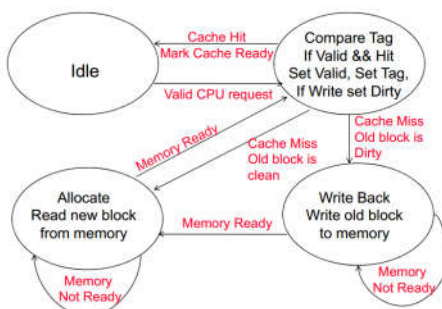 Idle
Cache Hit
Mark Cache Ready
Valid CPU request
Compare Tag
If Valid && Hit
Set Valid, Set Tag,
If Write set Dirty
Memory Ready
Cache Miss
Old block is
clean
Cache Miss
Old block is
Dirty
Allocate
Read new block
from memory
Memory Ready
Write Back
Write old block
to memory
Memory
Not Ready
Memory
Not Ready